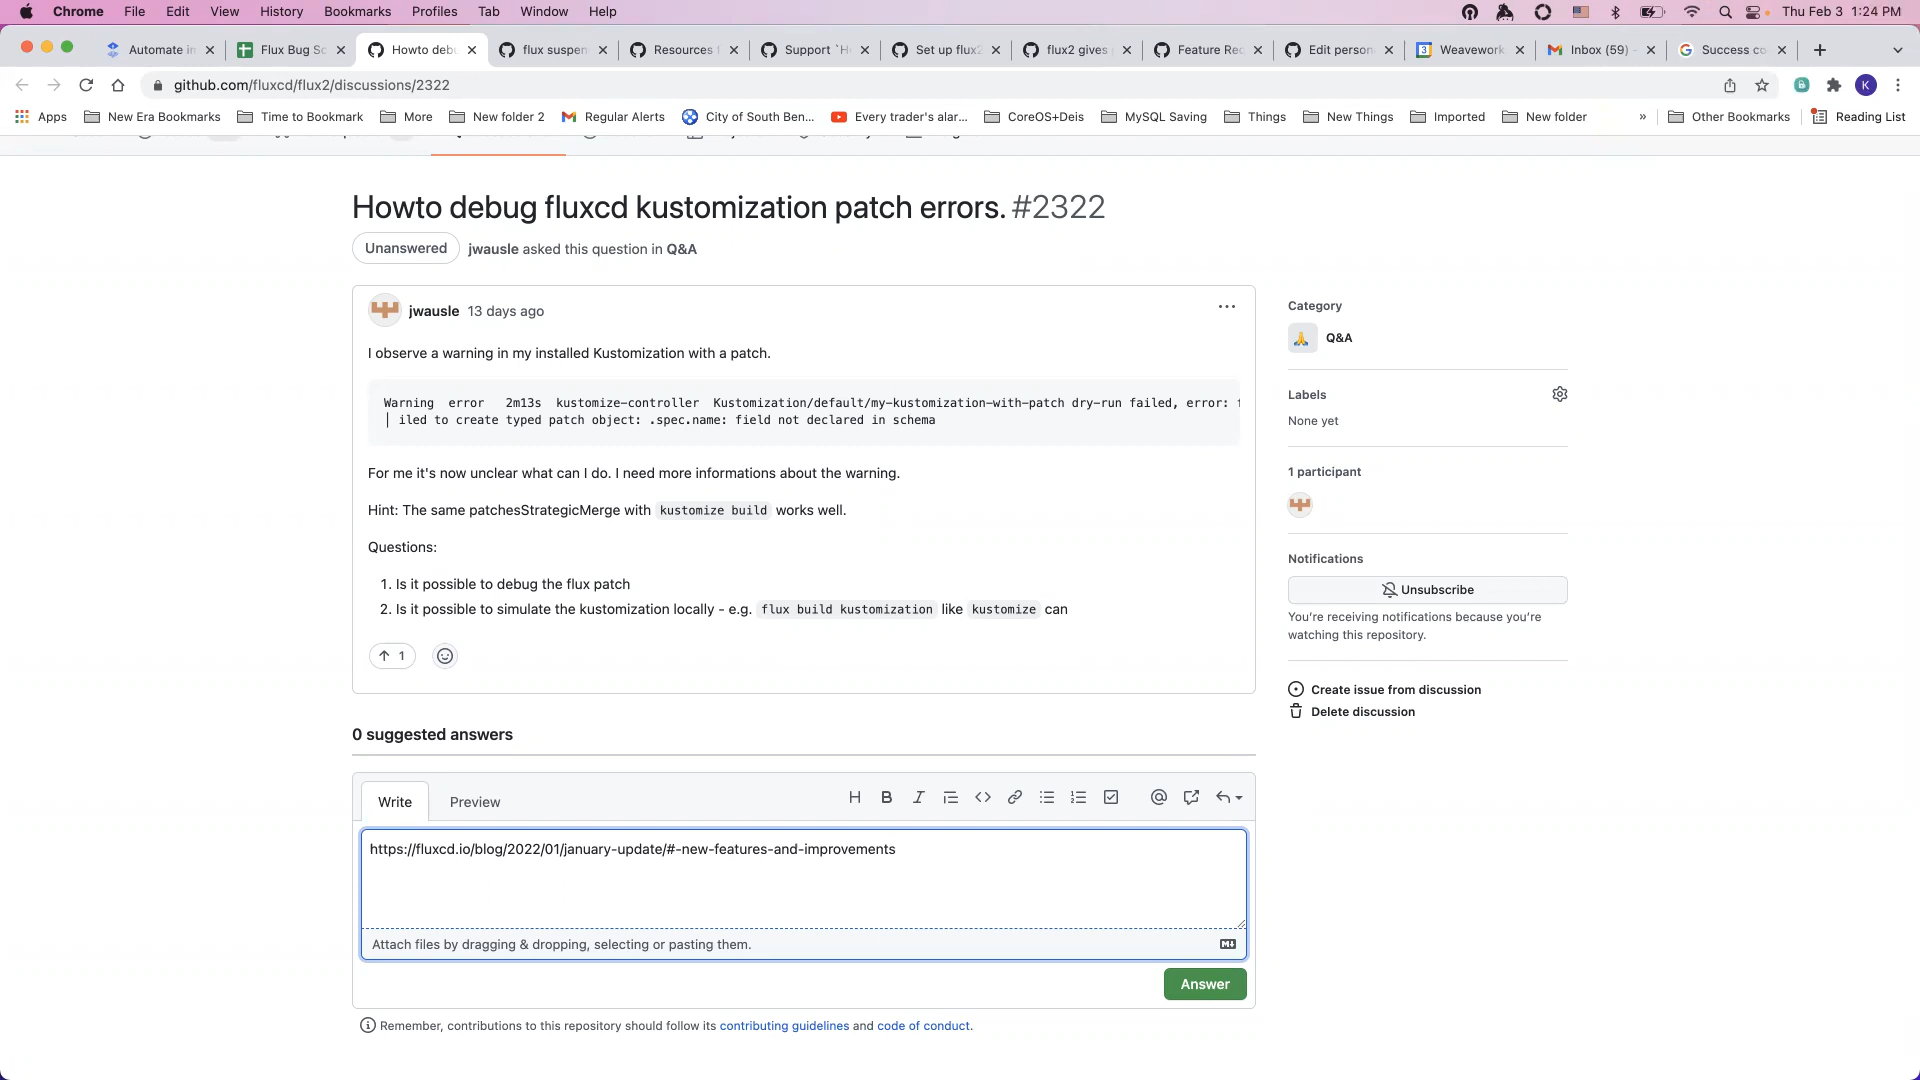 Chrome File Edit View History Bookmarks Profiles Tab Window Help Thu Feb 3 1:24 PM
Automate in Flux Bug Sc Howto deb flux suspen Resources Support `H Set up flux2 flux2 gives Feature Rec Edit person Weavework Inbox (59) - Success co
github.com/fluxcd/flux2/discussions/2322 K
Apps New Era Bookmarks Time to Bookmark More New folder 2 Regular Alerts City of South Ben... Every trader's alar... CoreOS+Deis MySQL Saving Things New Things Imported New folder » Other Bookmarks Reading List
Howto debug fluxcd kustomization patch errors. #2322
Unanswered jwausle asked this question in Q&A
jwausle 13 days ago
I observe a warning in my installed Kustomization with a patch.
Warning error 2m13s kustomize-controller Kustomization/default/my-kustomization-with-patch dry-run failed, error:
| iled to create typed patch object: .spec.name: field not declared in schema
For me it's now unclear what can I do. I need more informations about the warning.
Hint: The same patchesStrategicMerge with kustomize build works well.
Questions:
1. Is it possible to debug the flux patch
2. Is it possible to simulate the kustomization locally - e.g. flux build kustomization like kustomize can
1
0 suggested answers
Write Preview
https://fluxcd.io/blog/2022/01/january-update/#-new-features-and-improvements
Attach files by dragging & dropping, selecting or pasting them.
Answer
Remember, contributions to this repository should follow its contributing guidelines and code of conduct.
Category
Q&A
Labels
None yet
1 participant
Notifications
Unsubscribe
You're receiving notifications because you're
watching this repository.
Create issue from discussion
Delete discussion